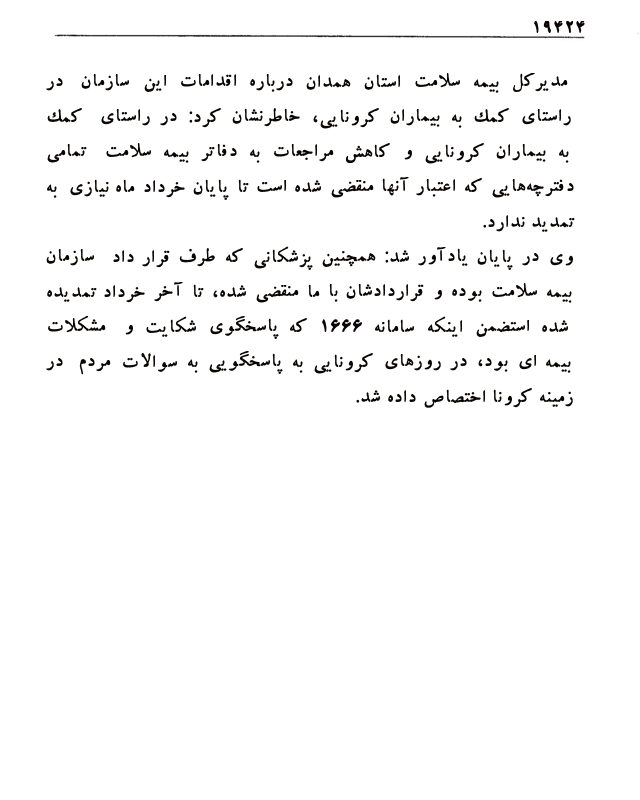 ۱۹۴۲۴
مدیرکل بیمه سلامت استان همدان درباره اقدامات این سازمان در
راستای کمك به بیماران کرونایی، خاطرنشان کرد: در راستای کمك
به بیماران کرونایی و کاهش مراجعات به دفاتر بیمه سلامت تمامی
دفترچه‌هایی که اعتبار آنها منقضی شده است تا پایان خرداد ماه نیازی به
تمدید ندارد.
وی در پایان یادآور شد: همچنین پزشکانی که طرف قرار داد سازمان
بیمه سلامت بوده و قراردادشان با ما منقضی شده، تا آخر خرداد تمدیده
شده استضمن اینکه سامانه ۱۶۶۶ که پاسخگوی شکایت و مشکلات
بیمه ای بود، در روزهای کرونایی به پاسخگویی به سوالات مردم در
زمینه کرونا اختصاص داده شد.